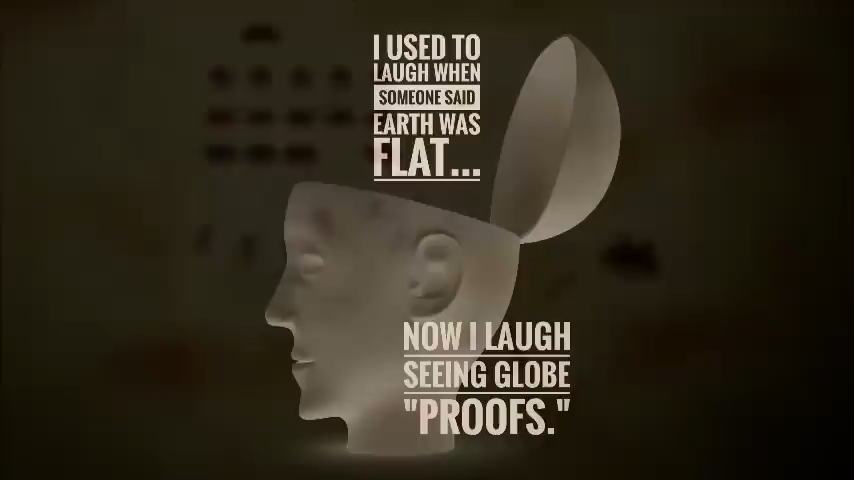 I USED TO
LAUGH WHEN
SOMEONE SAID
EARTH WAS
FLAT...
NOW I LAUGH
SEEING GLOBE
"PROOFS."